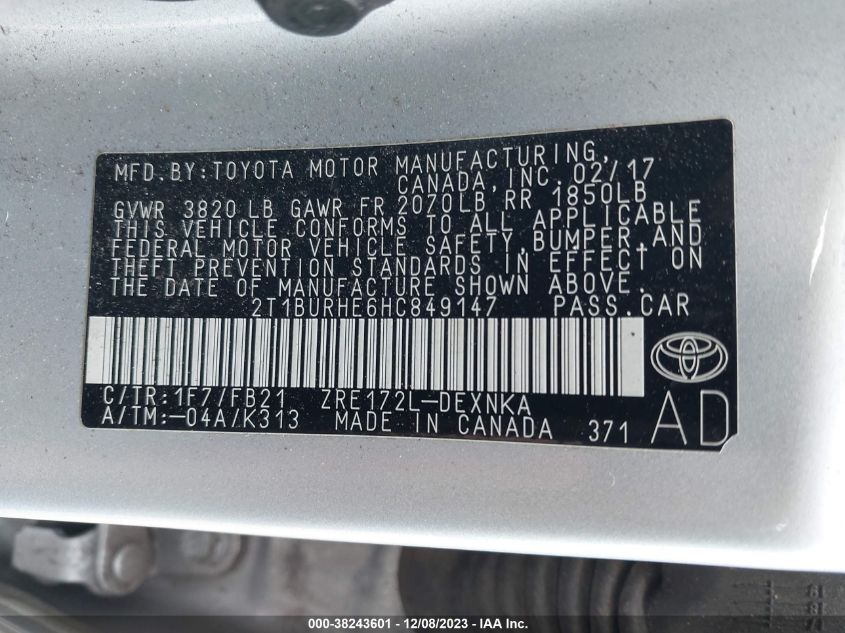 MFD. BY: TOYOTA MOTOR MANUFACTURING,
CANADA, INC. 02/17
GVWR 3820 LB GAWR FR 2070LB, RR 1850LB
THIS VEHICLE CONFORMS TO ALL APPLICABLE
FEDERAL MOTOR VEHICLE SAFETY, BUMPER, AND
THEFT PREVENTION STANDARDS IN EFFECT ON
THE DATE OF MANUFACTURE SHOWN ABOVE.
2T1BURHE6HC849147 PASS.CAR
C/TR:1F7/FB21 ZRE172L-DEXNKA
A/TM:-04A/K313 MADE IN CANADA 371 AD
000-38243601 - 12/08/2023 - IAA Inc.